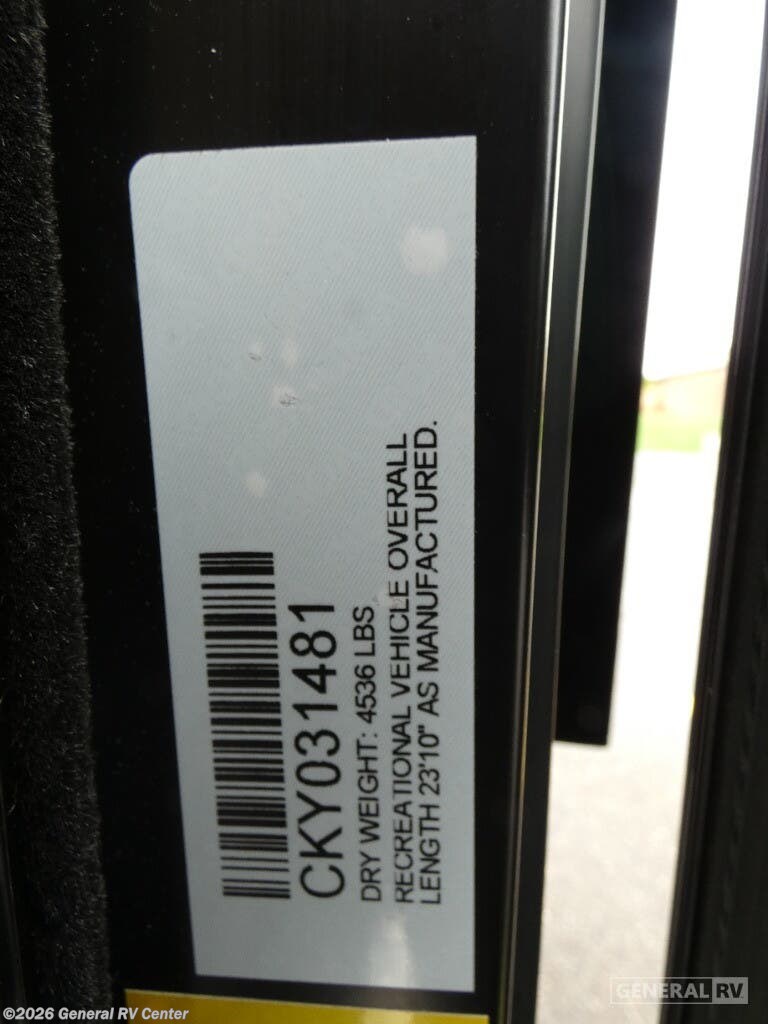 CKY031481
DRY WEIGHT: 4536 LBS
RECREATIONAL VEHICLE OVERALL
LENGTH 23'10" AS MANUFACTURED.
GENERAL RV
©2026 General RV Center